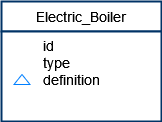 Electric_Boiler
id
type
definition